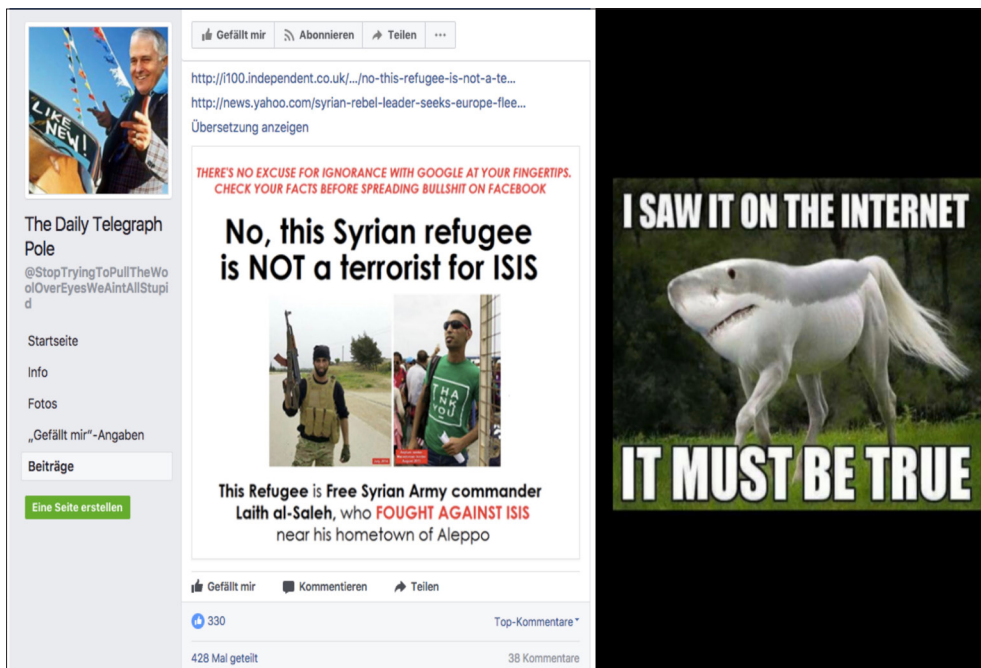 LIKE
NEW!
The Daily Telegraph
Pole
@StopTryingToPullTheWo
olOverEyesWeAintAllStupi
d
Startseite
Info
Fotos
„Gefällt mir"-Angaben
Beiträge
Eine Seite erstellen
Gefällt mir
Abonnieren
Teilen
http://i100.independent.co.uk/.../no-this-refugee-is-not-a-te...
http://news.yahoo.com/syrian-rebel-leader-seeks-europe-flee...
Übersetzung anzeigen
THERE'S NO EXCUSE FOR IGNORANCE WITH GOOGLE AT YOUR FINGERTIPS.
CHECK YOUR FACTS BEFORE SPREADING BULLSHIT ON FACEBOOK
No, this Syrian refugee
is NOT a terrorist for ISIS
THA
NK
YOU
This Refugee is Free Syrian Army commander
Laith al-Saleh, who FOUGHT AGAINST ISIS
near his hometown of Aleppo
Gefällt mir
Kommentieren
Teilen
330
Top-Kommentare
428 Mal geteilt
38 Kommentare
I SAW IT ON THE INTERNET
IT MUST BE TRUE